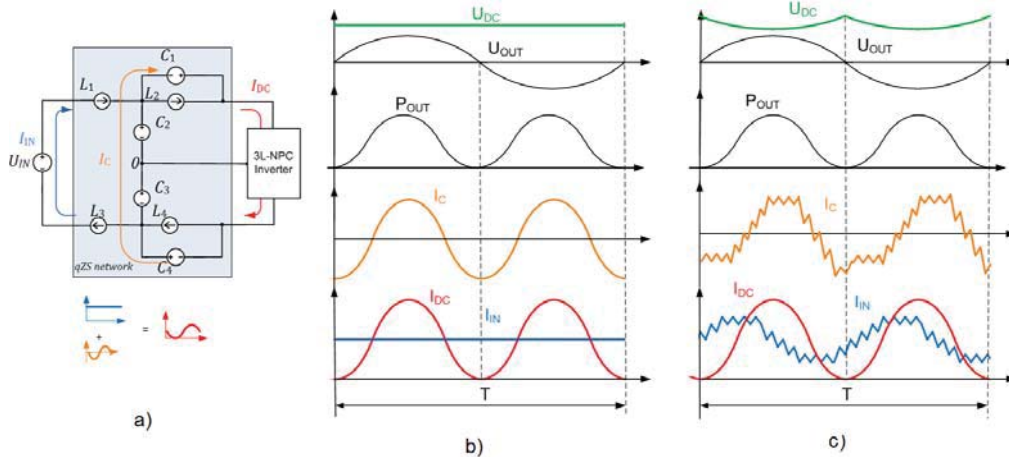 C1
L1
L2
IDC
C2
IIN
IC
UIN
0
3L-NPC
Inverter
C3
L3
L4
C4
qZS network
+
=
a)
UDC
UOUT
POUT
IC
IDC
IIN
T
b)
UDC
UOUT
POUT
IC
IDC
IIN
T
c)